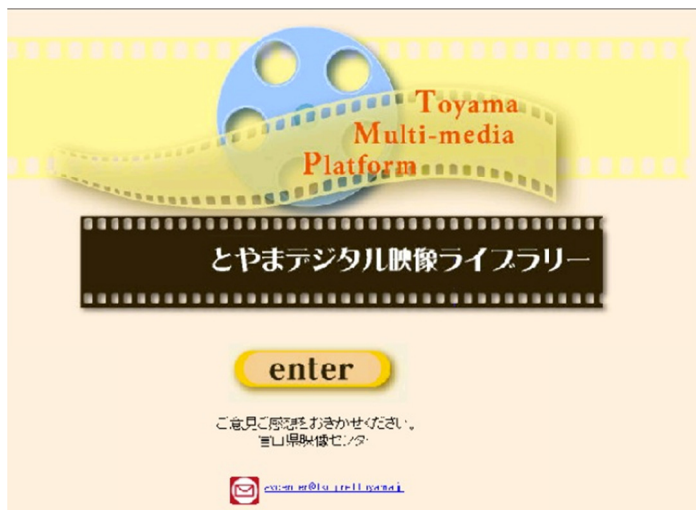 Toyama
Multi-media
Platform
とやまデジタル映像ライブラリー
enter
ご意見ご感想をおきかせください。
富山県映像センター